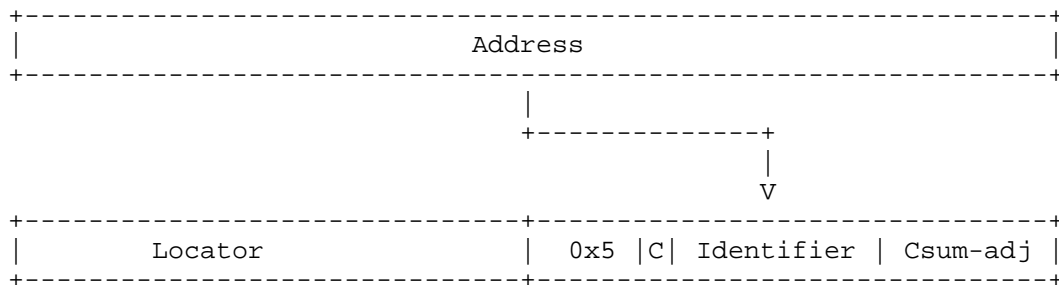 Address
V
Locator | 0x5 |C| Identifier | Csum-adj